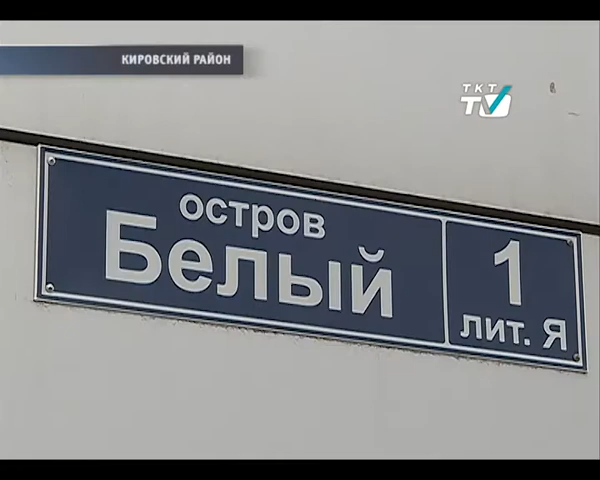 КИРОВСКИЙ РАЙОН
ТКТ
TV
остров
Белый
1
лит. Я